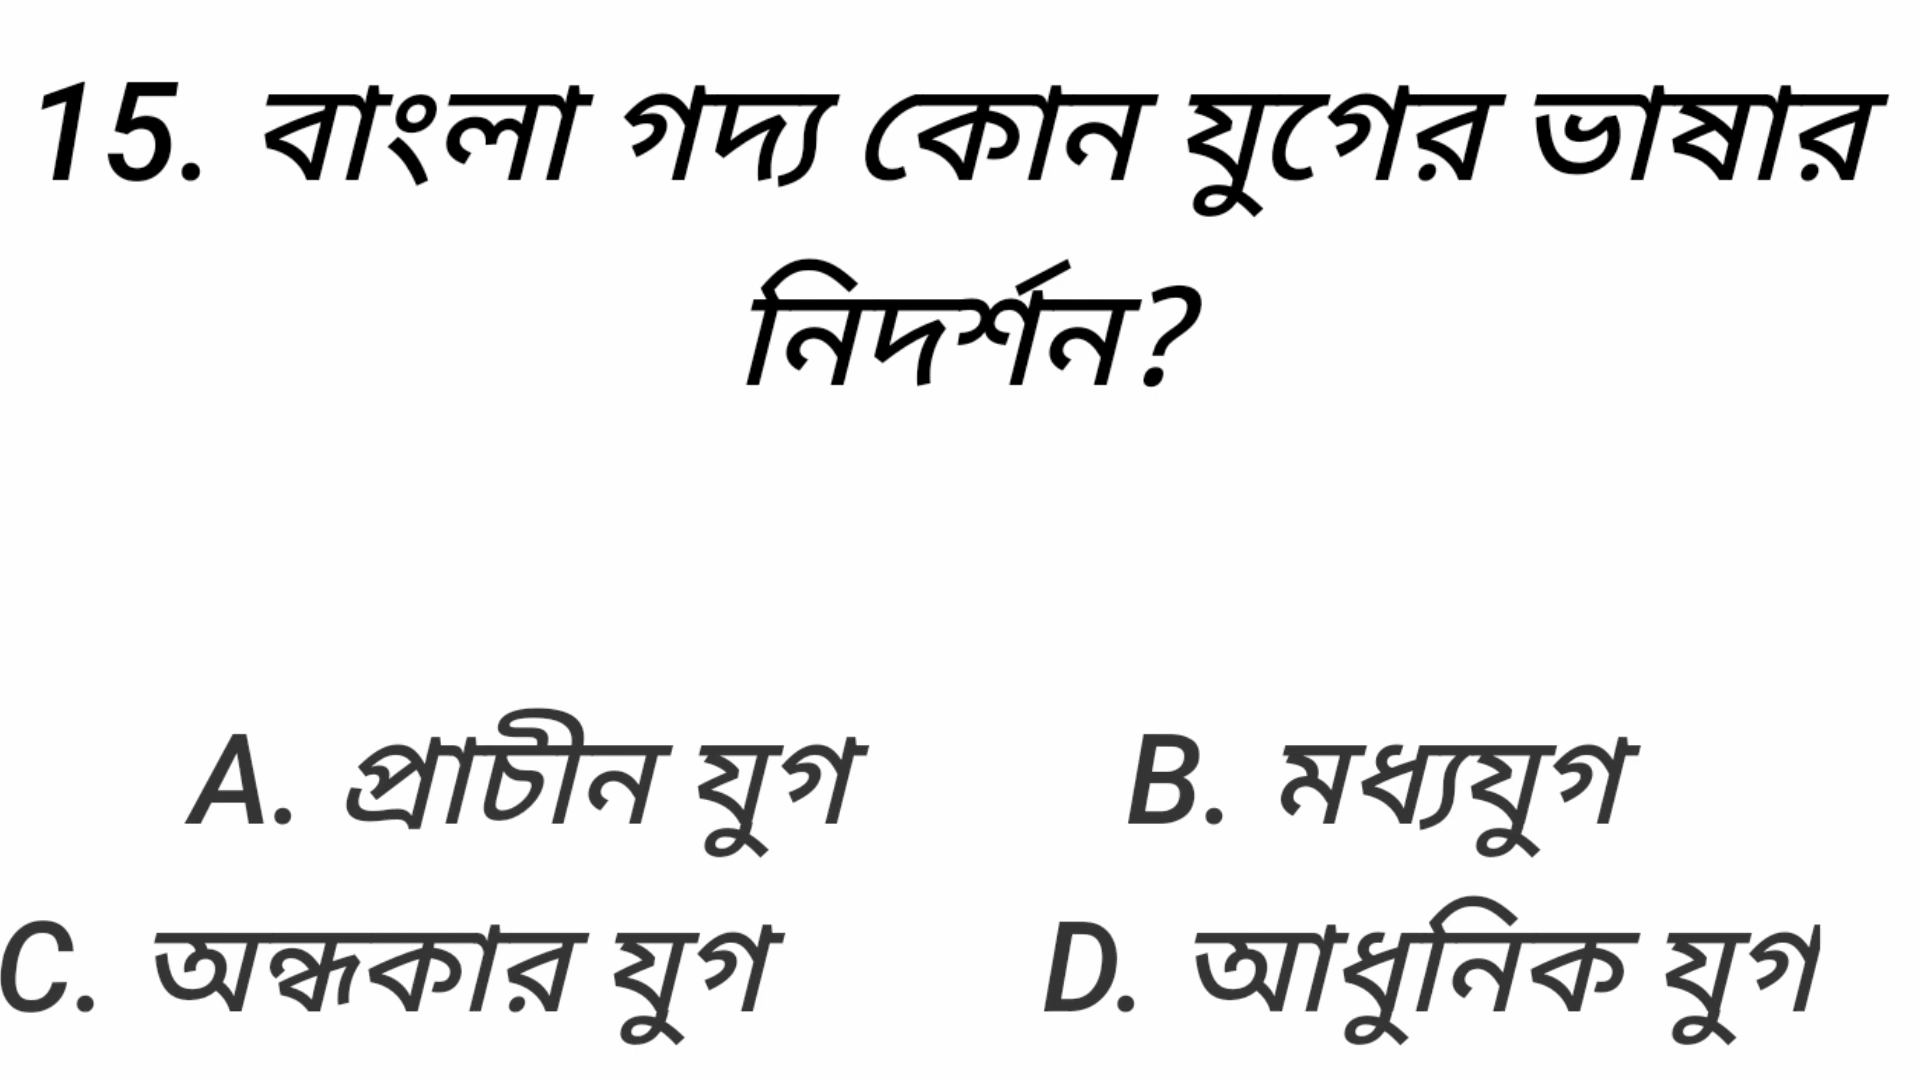 15. বাংলা গদ্য কোন যুগের ভাষার
নিদর্শন?
A. প্রাচীন যুগ B. মধ্যযুগ
C. অন্ধকার যুগ D. আধুনিক যুগ